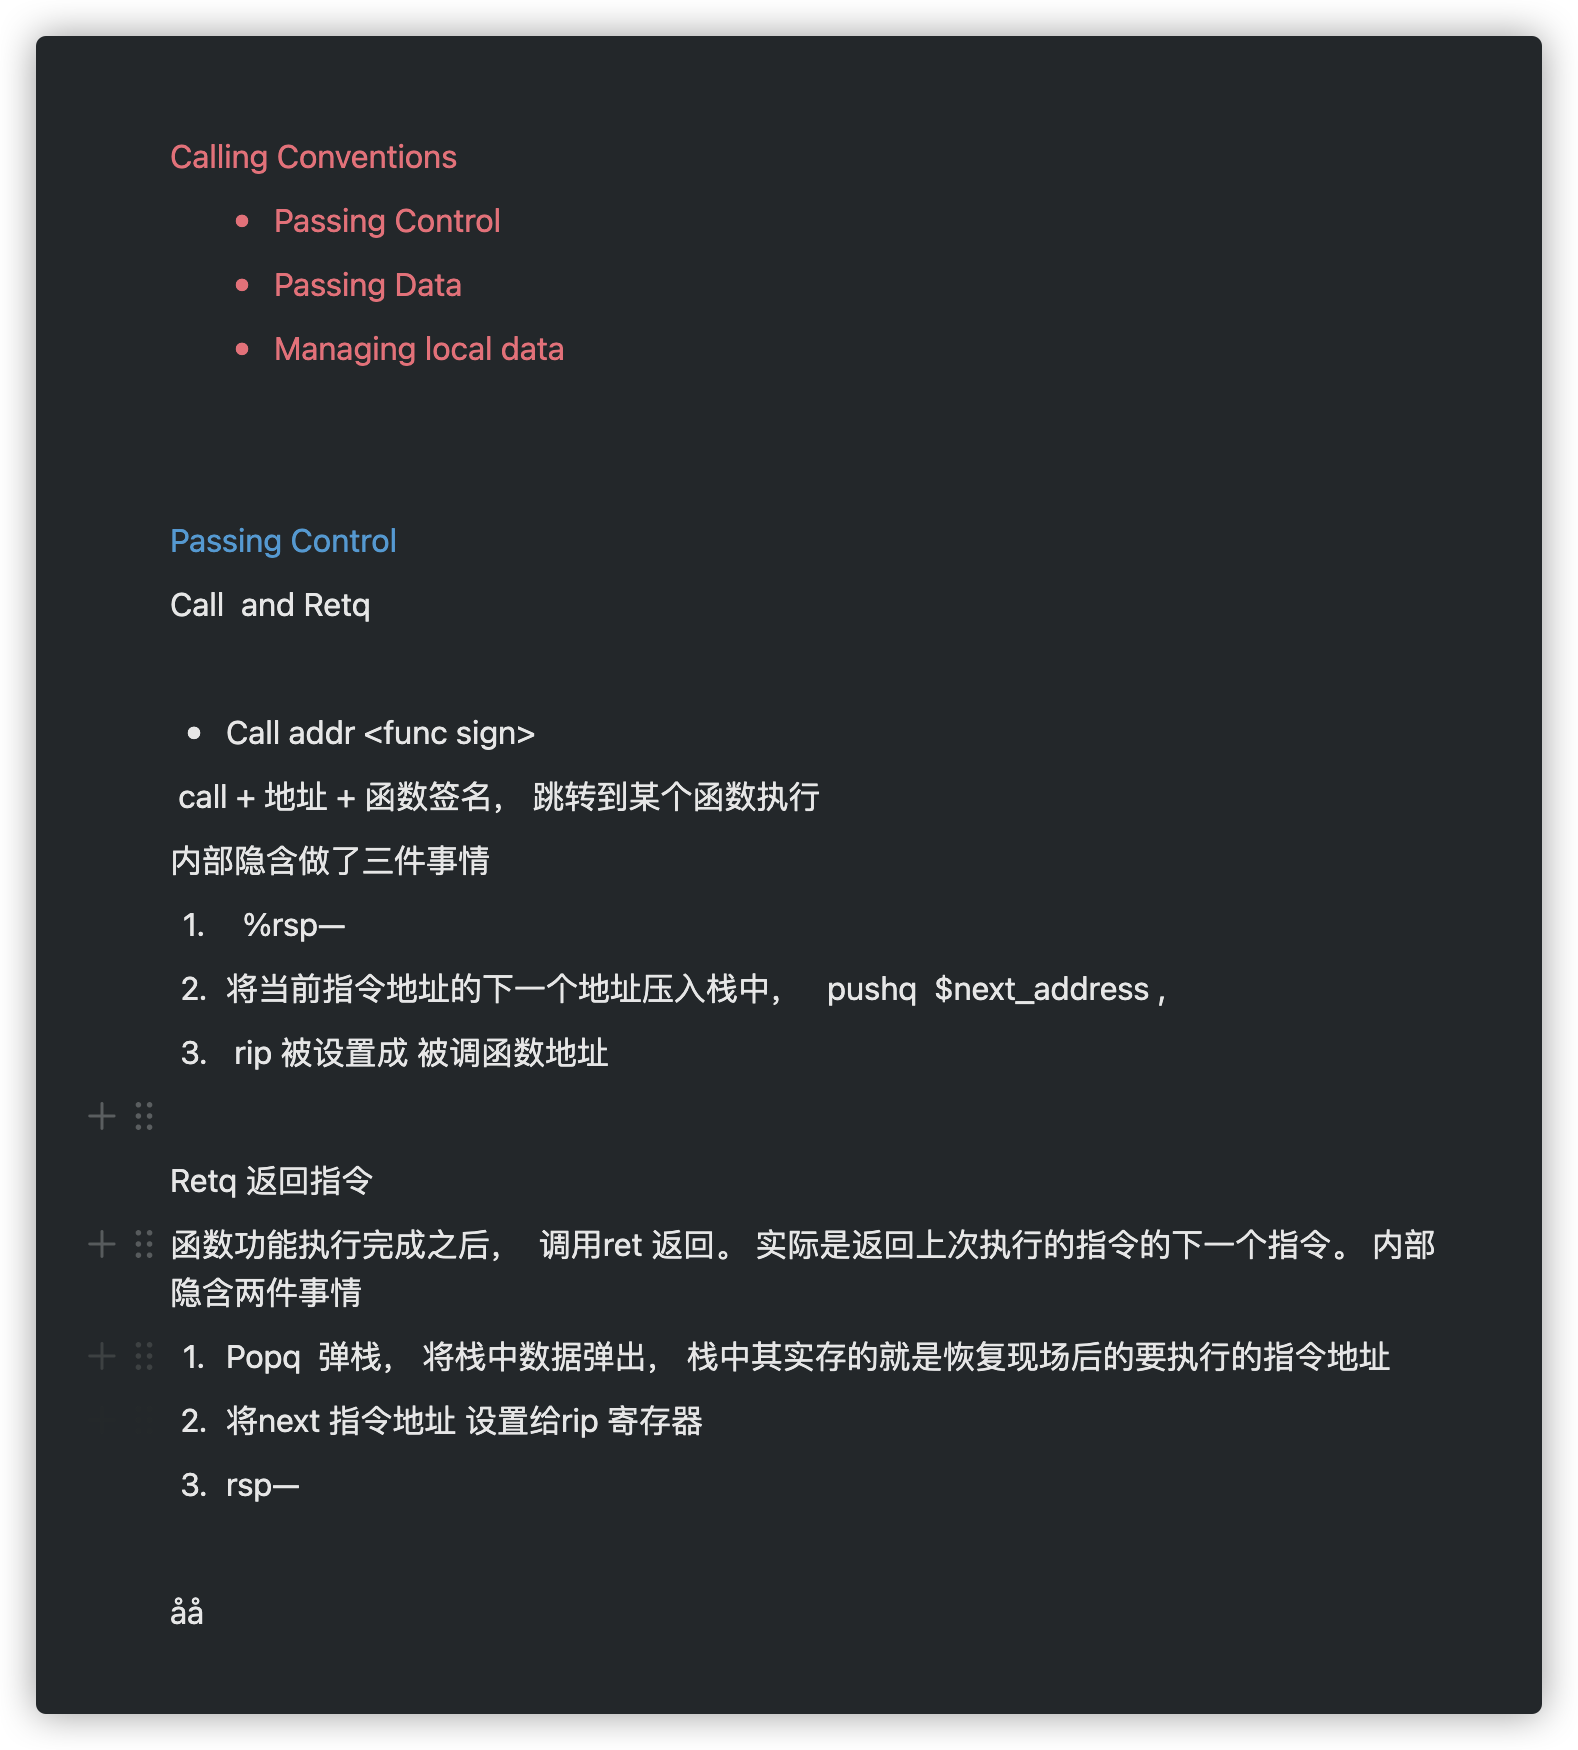 Calling Conventions
• Passing Control
• Passing Data
• Managing local data
Passing Control
Call  and Retq
• Call addr <func sign>
call + 地址 + 函数签名， 跳转到某个函数执行
内部隐含做了三件事情
1. %rsp—
2. 将当前指令地址的下一个地址压入栈中， pushq $next_address ,
3. rip 被设置成 被调函数地址
Retq 返回指令
函数功能执行完成之后， 调用ret 返回。 实际是返回上次执行的指令的下一个指令。 内部
隐含两件事情
1. Popq 弹栈， 将栈中数据弹出， 栈中其实存的就是恢复现场后的要执行的指令地址
2. 将next 指令地址 设置给rip 寄存器
3. rsp—
åå